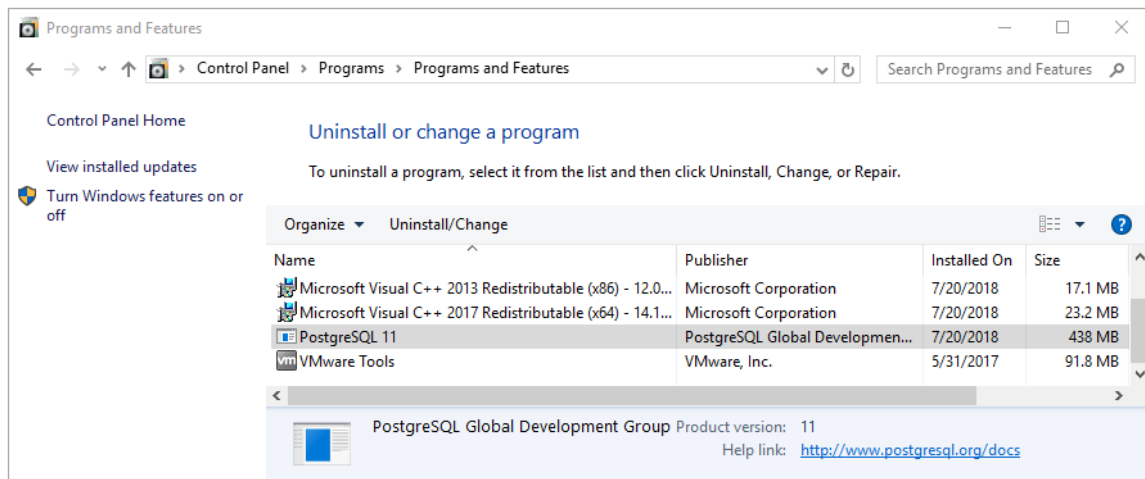 Programs and Features
Control Panel > Programs > Programs and Features
Search Programs and Features
Control Panel Home
View installed updates
Turn Windows features on or
off
Uninstall or change a program
To uninstall a program, select it from the list and then click Uninstall, Change, or Repair.
Organize Uninstall/Change
Name Publisher Installed On Size
Microsoft Visual C++ 2013 Redistributable (x86) - 12.0... Microsoft Corporation 7/20/2018 17.1 MB
Microsoft Visual C++ 2017 Redistributable (x64) - 14.1... Microsoft Corporation 7/20/2018 23.2 MB
PostgreSQL 11 PostgreSQL Global Developmen... 7/20/2018 438 MB
vm VMware Tools VMware, Inc. 5/31/2017 91.8 MB
PostgreSQL Global Development Group Product version: 11
Help link: http://www.postgresql.org/docs